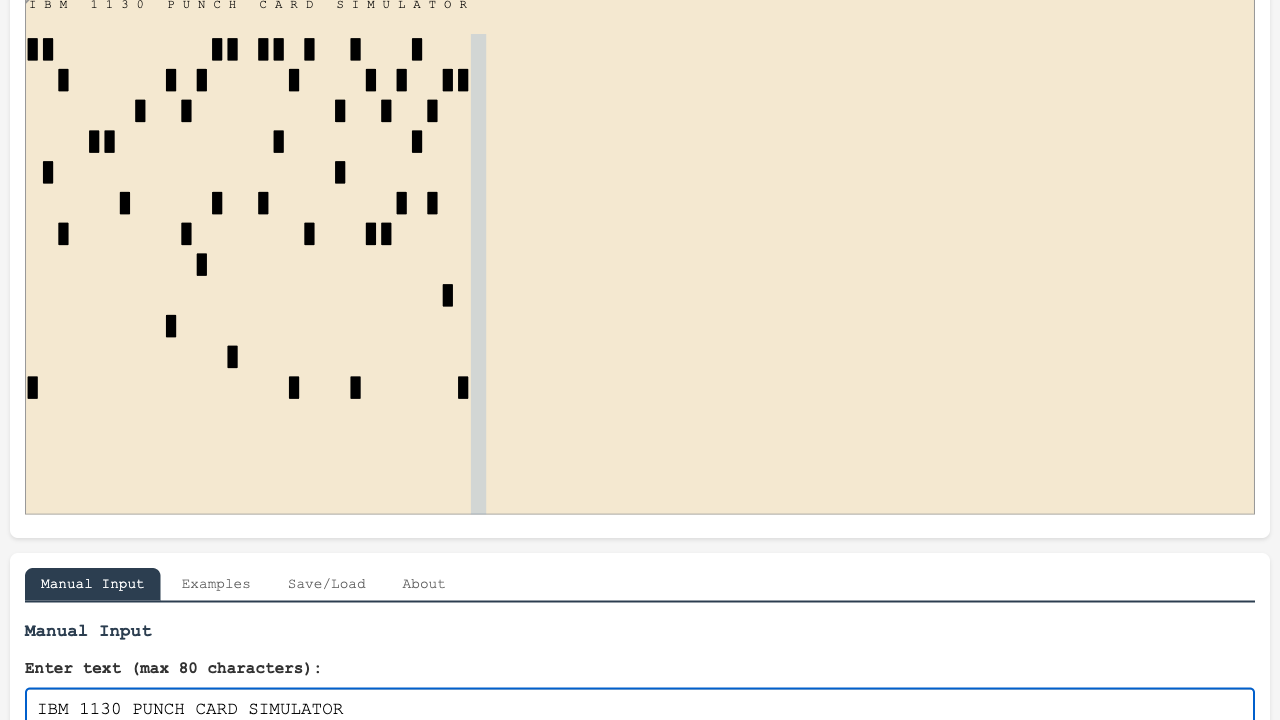 IBM 1130 PUNCH CARD SIMULATOR
Manual Input
Examples
Save/Load
About
Manual Input
Enter text (max 80 characters):
IBM 1130 PUNCH CARD SIMULATOR